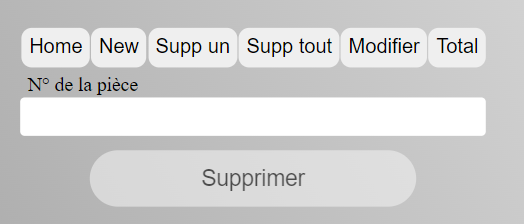 Home New Supp un Supp tout Modifier Total
N° de la pièce
Supprimer